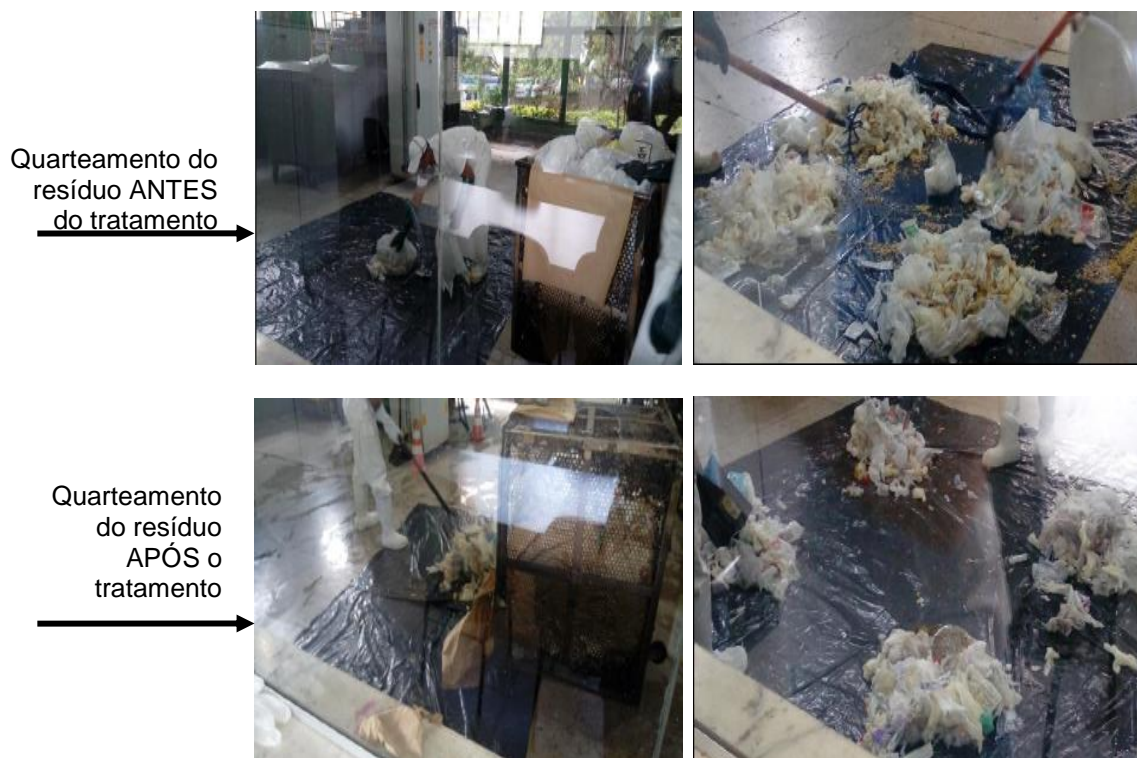 Quarteamento do
resíduo ANTES
do tratamento
Quarteamento
do resíduo
APÓS o
tratamento